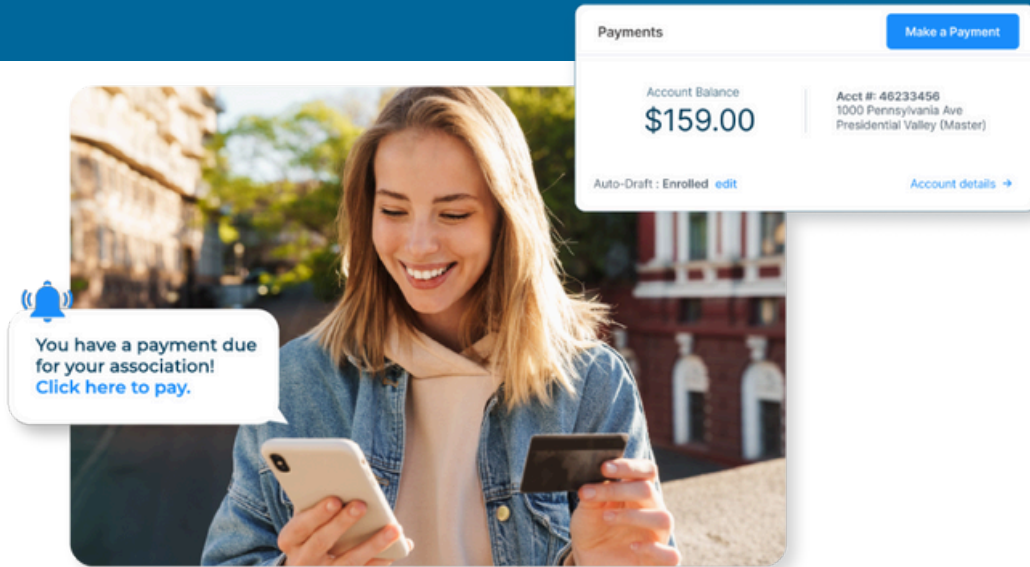 Payments
Make a Payment
Account Balance
$159.00
Acct #: 46233456
1000 Pennsylvania Ave
Presidential Valley (Master)
Auto-Draft : Enrolled edit
Account details →
You have a payment due
for your association!
Click here to pay.